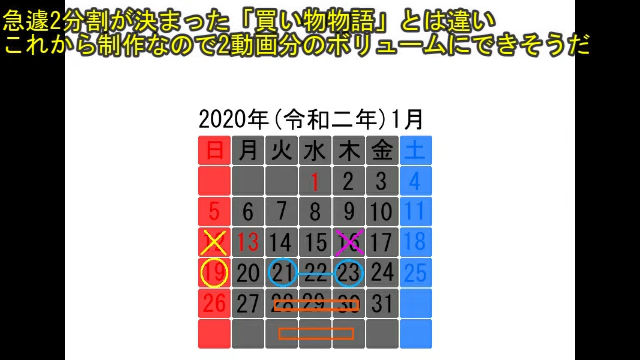 急遽2分割が決まった「買い物物語」とは違い
これから制作なので2動画分のボリュームにできそうだ
2020年(令和二年)1月
日 月 火 水 木 金 土
1 2 3 4
5 6 7 8 9 10 11
12 13 14 15 16 17 18
19 20 21 22 23 24 25
26 27 28 29 30 31